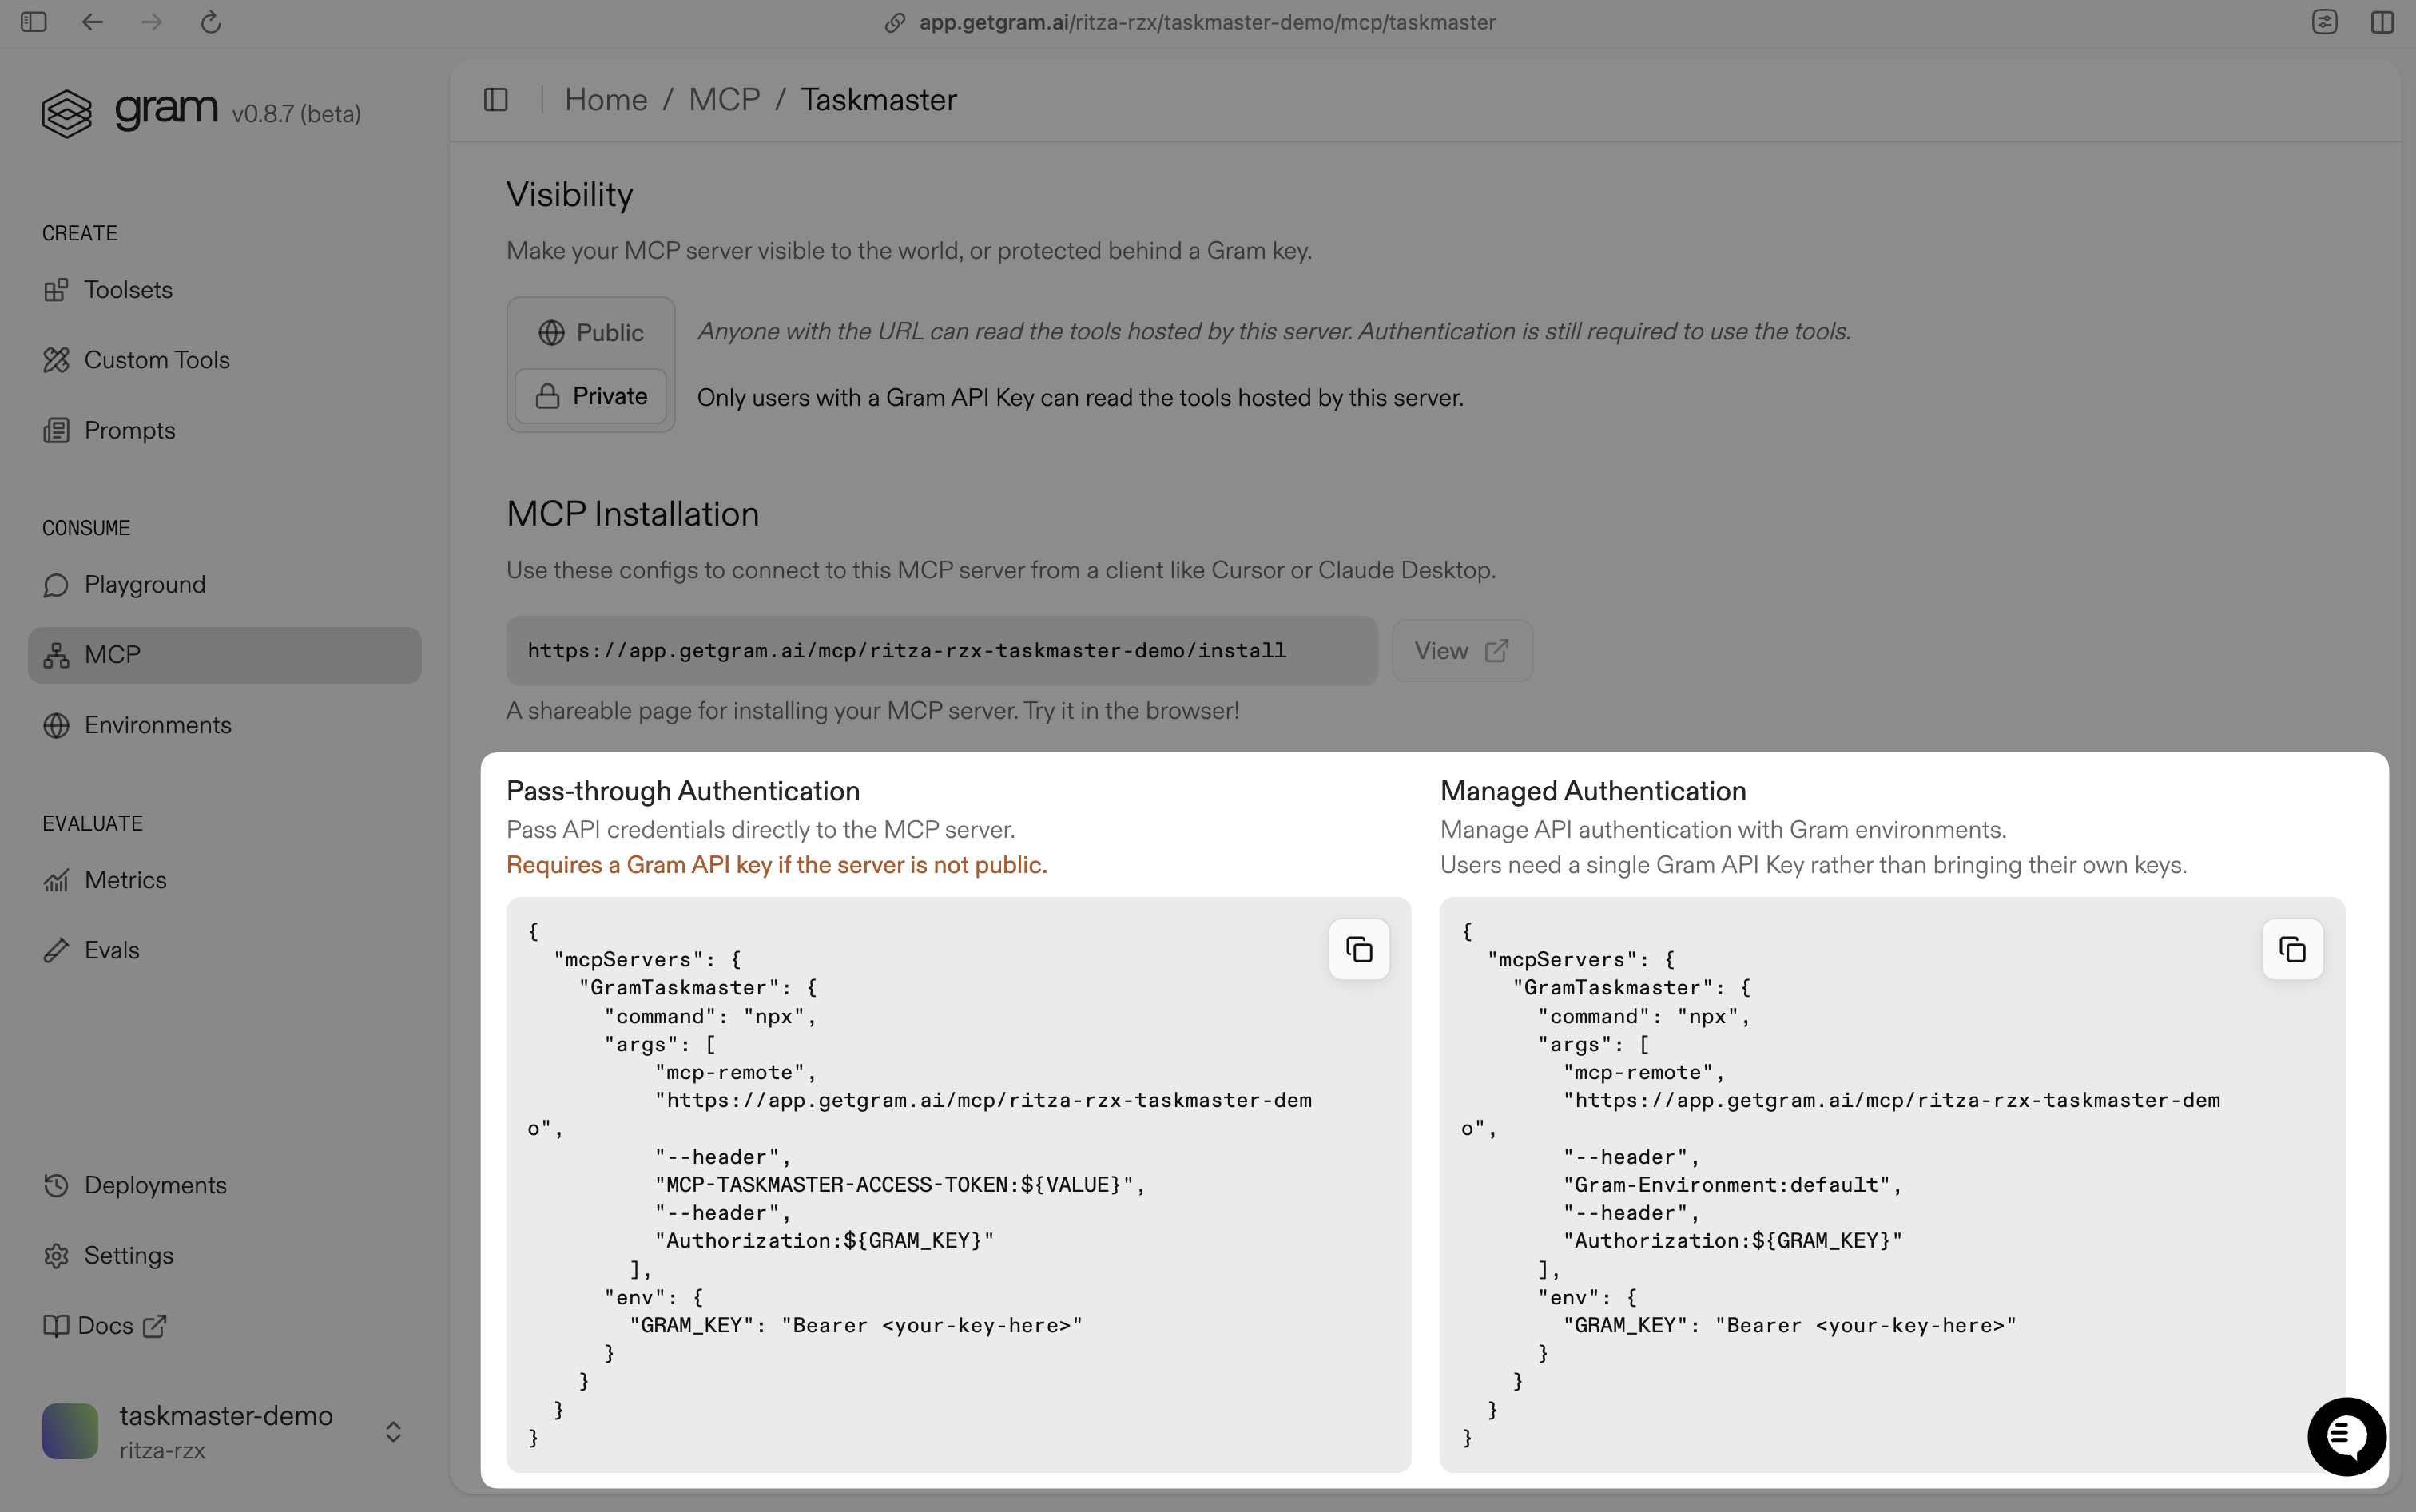 app.getgram.ai/ritza-rzx/taskmaster-demo/mcp/taskmaster
gram v0.8.7 (beta)
CREATE
Toolsets
Custom Tools
Prompts
CONSUME
Playground
MCP
Environments
EVALUATE
Metrics
Evals
Deployments
Settings
Docs
taskmaster-demo
ritza-rzx
Home / MCP / Taskmaster
Visibility
Make your MCP server visible to the world, or protected behind a Gram key.
Public
Anyone with the URL can read the tools hosted by this server. Authentication is still required to use the tools.
Private
Only users with a Gram API Key can read the tools hosted by this server.
MCP Installation
Use these configs to connect to this MCP server from a client like Cursor or Claude Desktop.
https://app.getgram.ai/mcp/ritza-rzx-taskmaster-demo/install
View
A shareable page for installing your MCP server. Try it in the browser!
Pass-through Authentication
Pass API credentials directly to the MCP server.
Requires a Gram API key if the server is not public.
{
  "mcpServers": {
    "GramTaskmaster": {
      "command": "npx",
      "args": [
          "mcp-remote",
          "https://app.getgram.ai/mcp/ritza-rzx-taskmaster-dem
o",
          "--header",
          "MCP-TASKMASTER-ACCESS-TOKEN:${VALUE}",
          "--header",
          "Authorization:${GRAM_KEY}"
        ],
      "env": {
        "GRAM_KEY": "Bearer <your-key-here>"
      }
    }
  }
}
Managed Authentication
Manage API authentication with Gram environments.
Users need a single Gram API Key rather than bringing their own keys.
{
  "mcpServers": {
    "GramTaskmaster": {
      "command": "npx",
      "args": [
        "mcp-remote",
        "https://app.getgram.ai/mcp/ritza-rzx-taskmaster-dem
o",
        "--header",
        "Gram-Environment:default",
        "--header",
        "Authorization:${GRAM_KEY}"
      ],
      "env": {
        "GRAM_KEY": "Bearer <your-key-here>"
      }
    }
  }
}